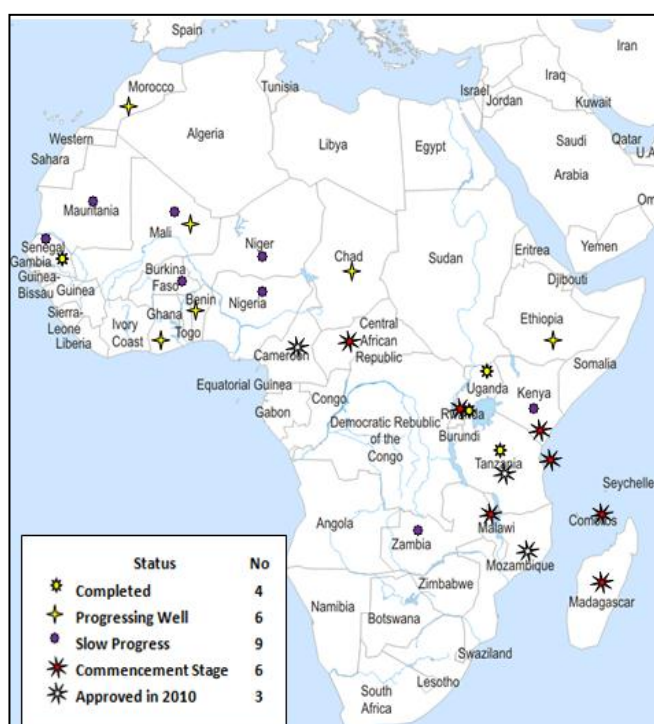 Spain
Iran
Morocco
Tunisia
Israel
Iraq
Jordan
Kuwait
Algeria
Libya
Egypt
Western
Sahara
Saudi
Arabia
Qatar
U.A
Om
Mauntania
Mali
Niger
Chad
Sudan
Eritrea
Yemen
Senegal
Gambia
Guinea-
Bissau
Guinea
Burkina
Faso
Benin
Nigeria
Djibouti
Ethiopia
Sierra-
Leone
Liberia
Ivory
Coast
Ghana
Togo
Cameroon
Central
African
Republic
Somalia
Equatorial Guinea
Gabon
Congo
Uganda
Kenya
Democratic Republic
of the
Congo
Rwanda
Burundi
Tanzania
Seychelle
Angola
Zambia
Malawi
Comoros
Mozambique
Zimbabwe
Madagascar
Namibia
Botswana
Swaziland
Lesotho
South
Africa
Status No
Completed 4
Progressing Well 6
Slow Progress 9
Commencement Stage 6
Approved in 2010 3